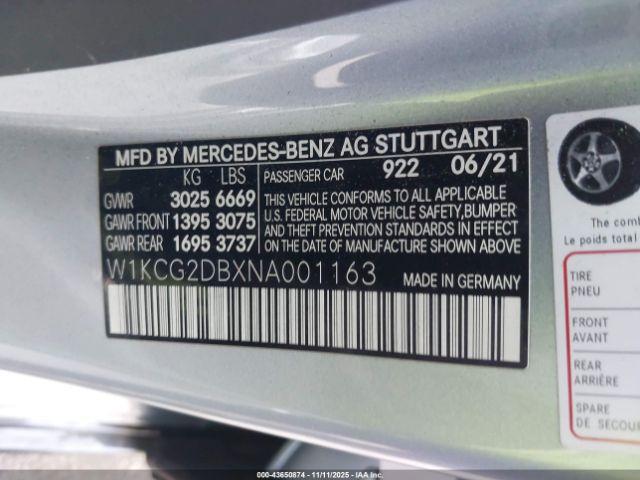 MFD BY MERCEDES-BENZ AG STUTTGART
KG LBS
GVWR 3025 6669
GAWR FRONT 1395 3075
GAWR REAR 1695 3737
PASSENGER CAR 922 06/21
THIS VEHICLE CONFORMS TO ALL APPLICABLE
U.S. FEDERAL MOTOR VEHICLE SAFETY, BUMPER
AND THEFT PREVENTION STANDARDS IN EFFECT
ON THE DATE OF MANUFACTURE SHOWN ABOVE
W1KCG2DBXNA001163 MADE IN GERMANY
The comb
Le poids total
TIRE
PNEU
FRONT
AVANT
REAR
ARRIÈRE
SPARE
DE SECOUR
000-43650874 - 11/11/2025 - IAA Inc.